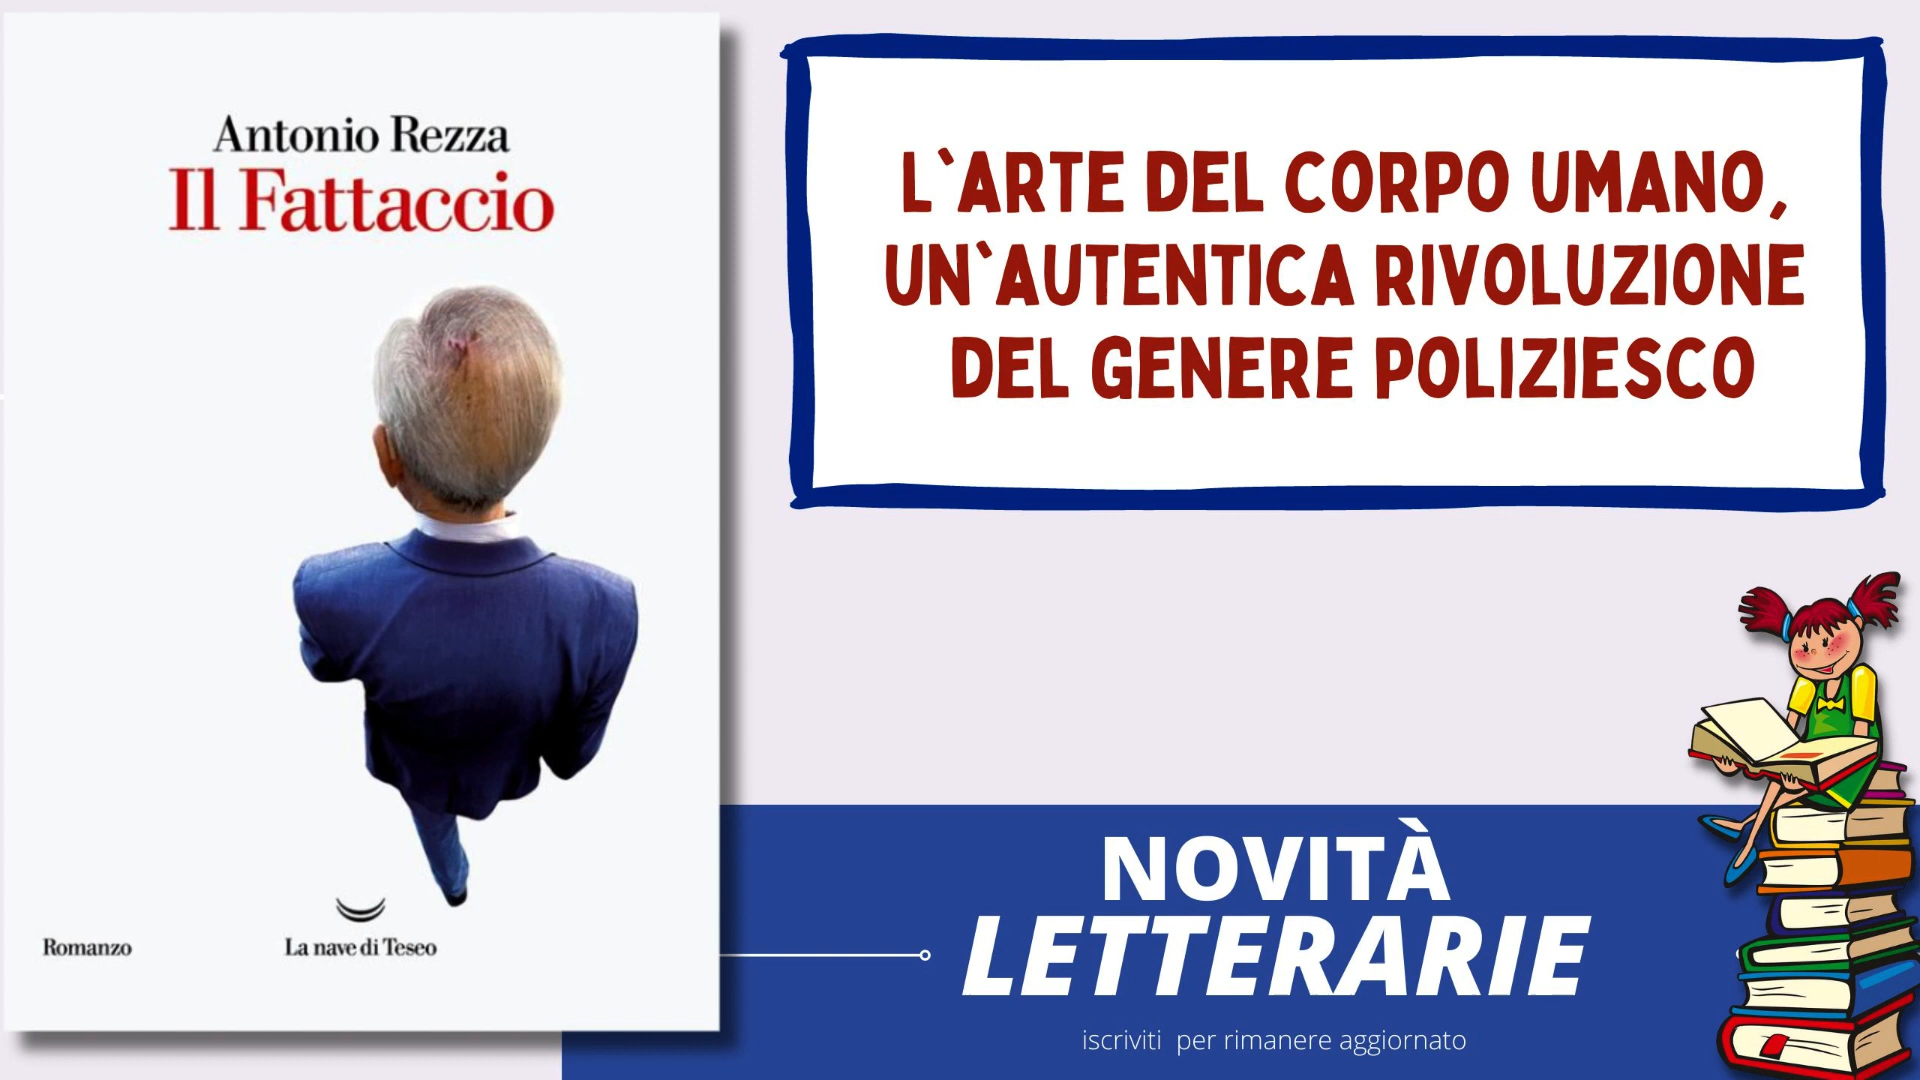 Antonio Rezza
Il Fattaccio
Romanzo
La nave di Teseo
L`ARTE DEL CORPO UMANO,
UN`AUTENTICA RIVOLUZIONE
DEL GENERE POLIZIESCO
NOVITÀ
LETTERARIE
iscriviti per rimanere aggiornato